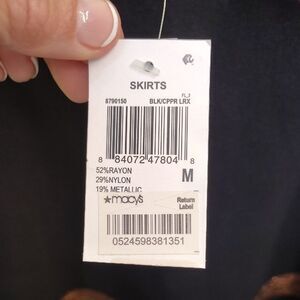 SKIRTS
FL_3
8790150 BLK/CPPR LRX
8 84072 47804 8
52%RAYON
29%NYLON M
19% METALLIC
★macy's Return
Label
0524598381351